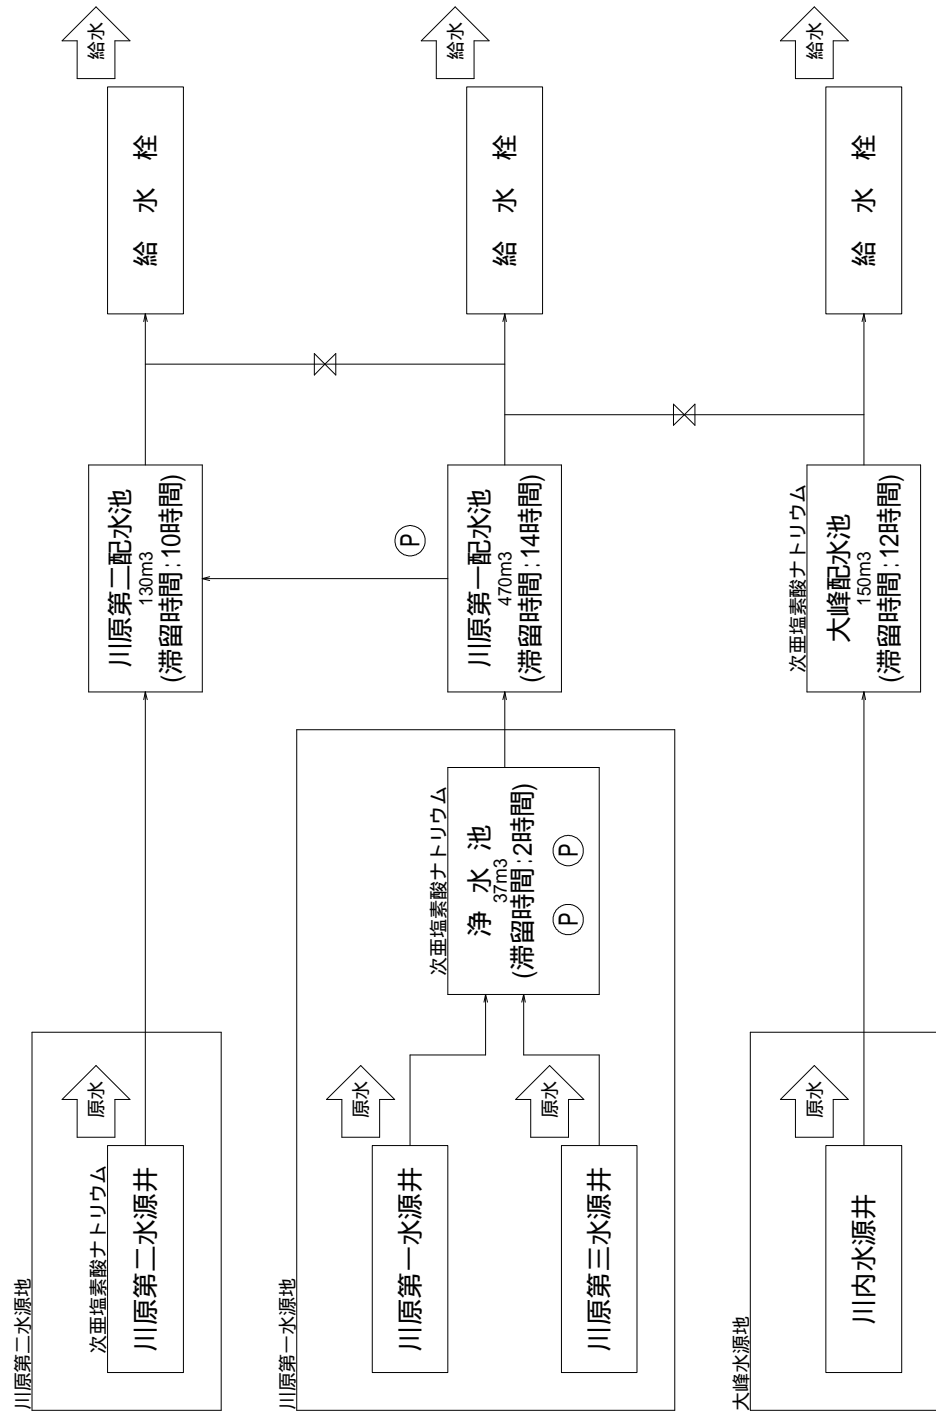 川原第二水源地
次亜塩素酸ナトリウム
川原第二水源井
原水
川原第二配水池
130m3
(滞留時間:10時間)
給水栓
給水
川原第一水源地
川原第一水源井
原水
川原第三水源井
原水
次亜塩素酸ナトリウム
浄水池
37m3
(滞留時間:2時間)
P
P
川原第一配水池
470m3
(滞留時間:14時間)
P
給水栓
給水
大峰水源地
川内水源井
原水
次亜塩素酸ナトリウム
大峰配水池
150m3
(滞留時間:12時間)
給水栓
給水